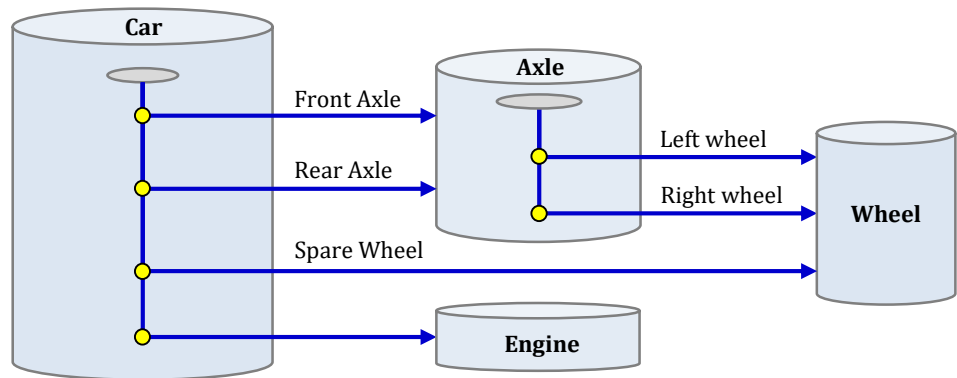 Car
Axle
Front Axle
Left wheel
Rear Axle
Right wheel
Wheel
Spare Wheel
Engine